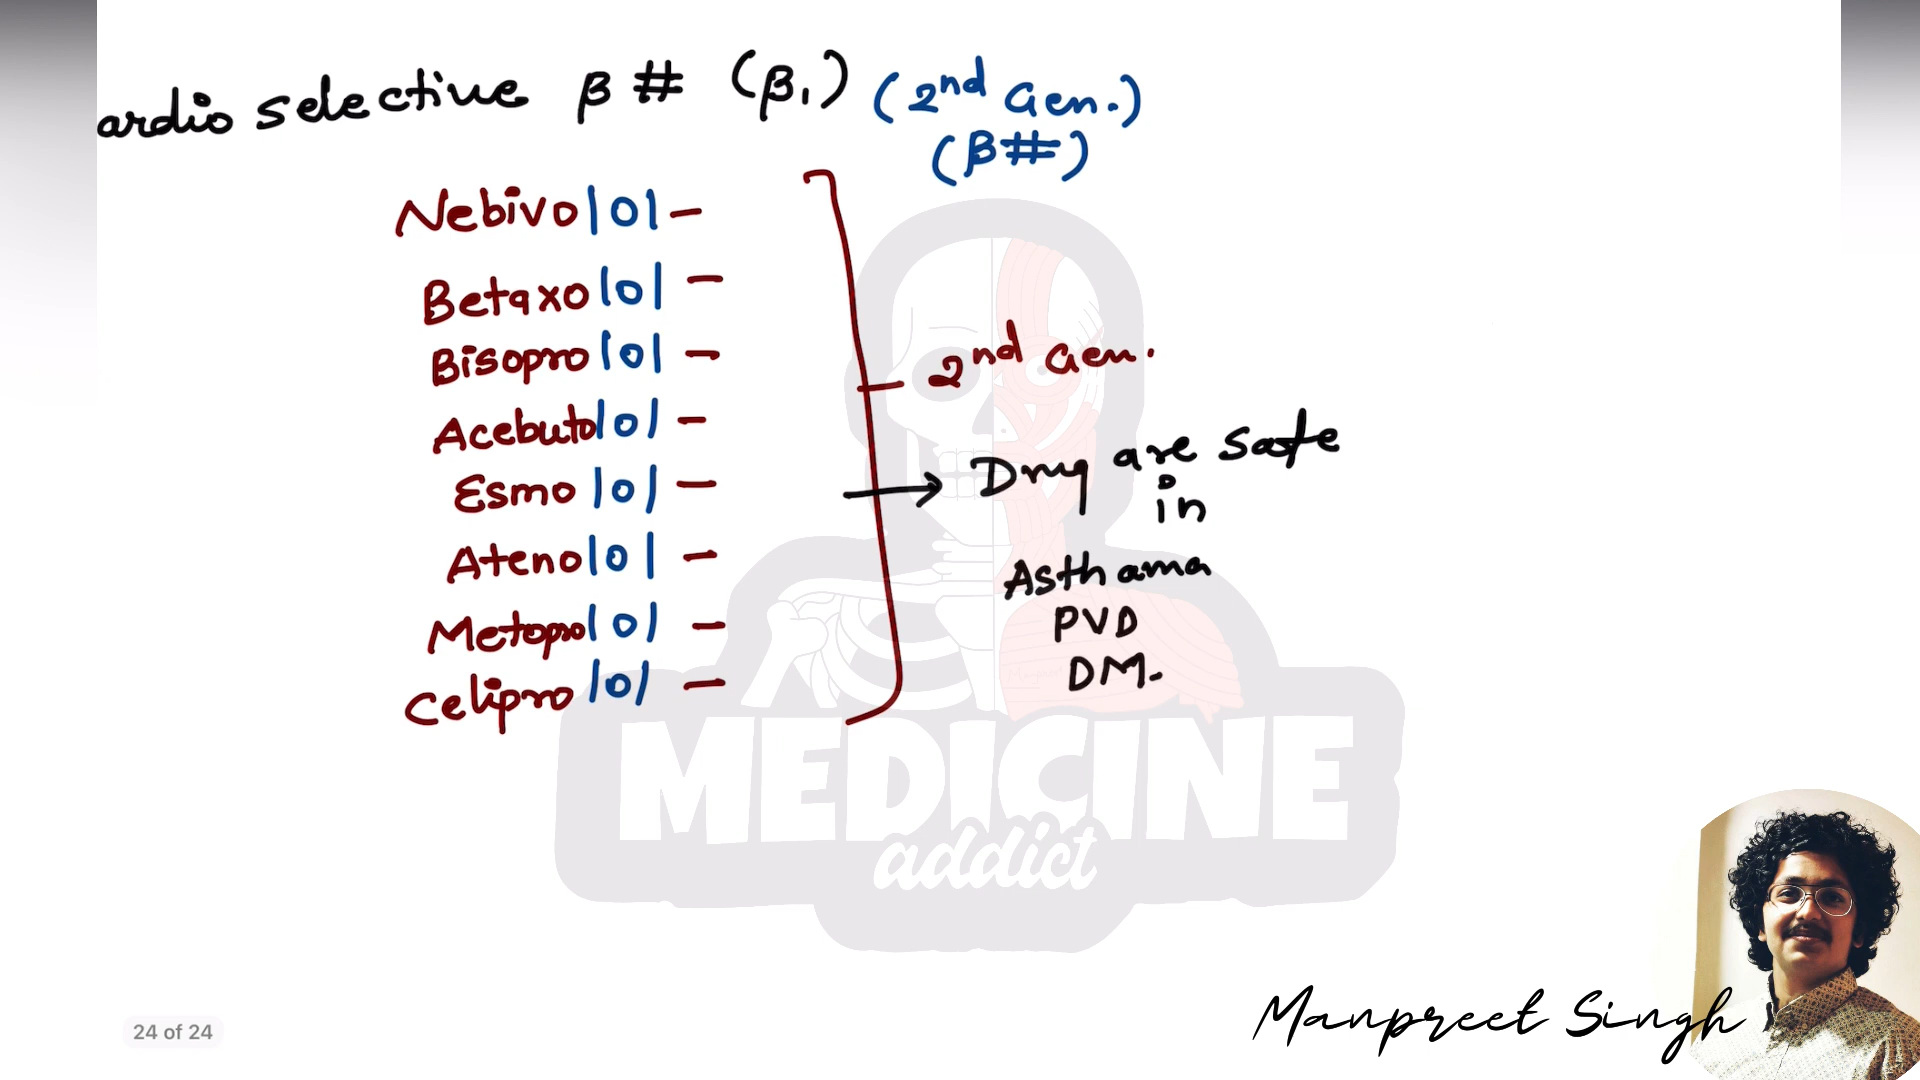 ardio selective β # (β₁) (2nd Gen.)
(β#)
Nebivolol -
Betaxolol -
Bisoprolol -
Acebutolol -
Esmolol -
Atenolol -
Metoprolol -
Celiprolol -
2nd Gen.
→ Drug are safe
in
Asthama
PVD
DM.
MEDICINE
addict
24 of 24
Manpreet Singh